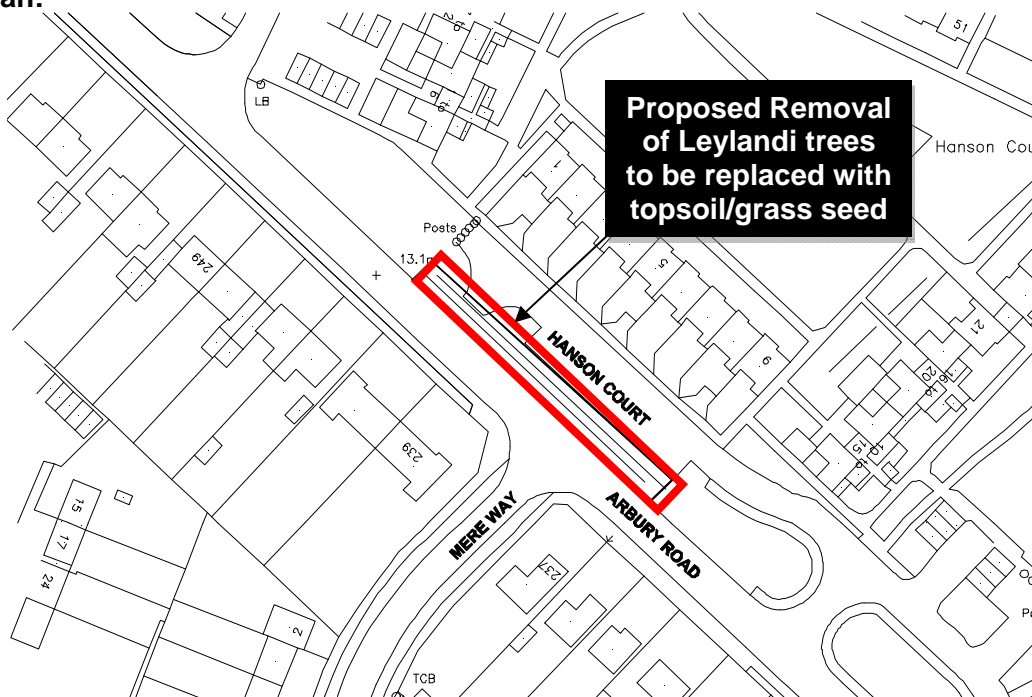 an:
51
LB
Proposed Removal
of Leylandi trees
to be replaced with
topsoil/grass seed
Hanson Cou
1
Posts
13.1m
249
5
HANSON COURT
9
21
16
20
10
15
239
MERE WAY
ARBURY ROAD
15
17
24
237
2
TCB